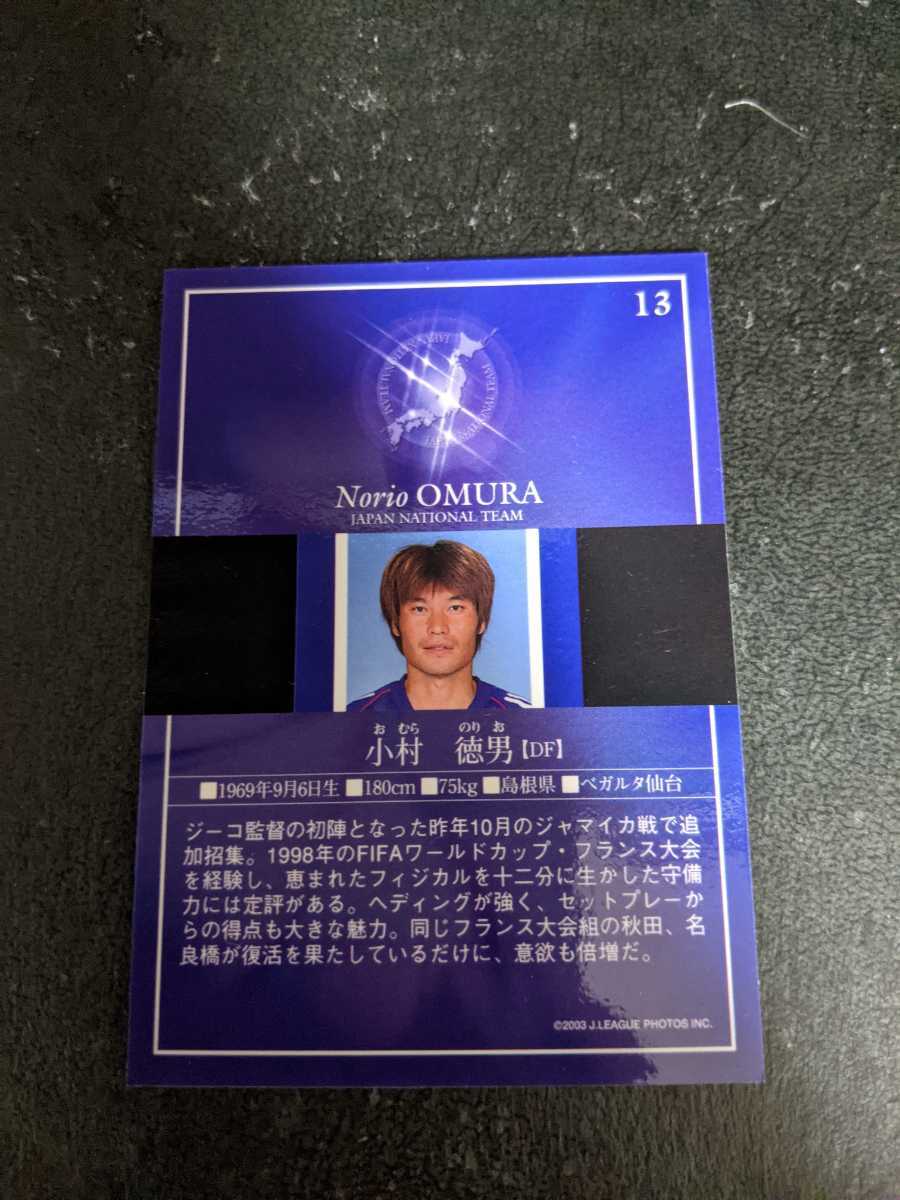 13
JAPAN NATIONAL TEAM
Norio OMURA
JAPAN NATIONAL TEAM
お むら のり お
小村 徳男【DF】
■1969年9月6日生 ■180cm ■75kg ■島根県 ■ベガルタ仙台
ジーコ監督の初陣となった昨年10月のジャマイカ戦で追
加招集。1998年のFIFAワールドカップ・フランス大会
を経験し、恵まれたフィジカルを十二分に生かした守備
力には定評がある。ヘディングが強く、セットプレーか
らの得点も大きな魅力。同じフランス大会組の秋田、名
良橋が復活を果たしているだけに、意欲も倍増だ。
©2003 J.LEAGUE PHOTOS INC.